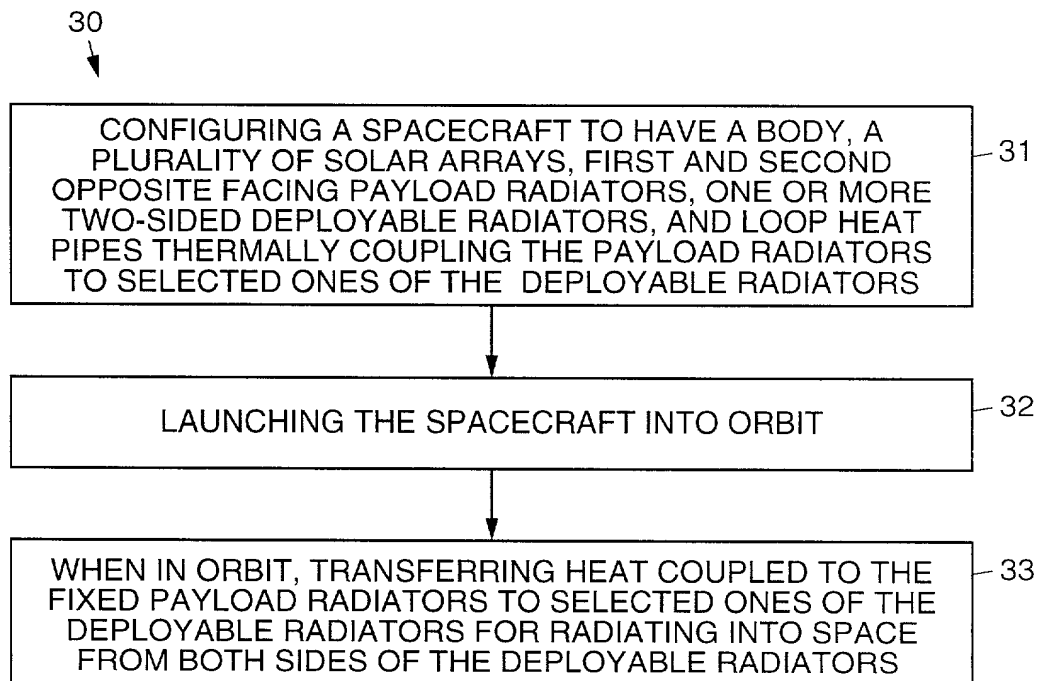 30
CONFIGURING A SPACECRAFT TO HAVE A BODY, A
PLURALITY OF SOLAR ARRAYS, FIRST AND SECOND
OPPOSITE FACING PAYLOAD RADIATORS, ONE OR MORE
TWO-SIDED DEPLOYABLE RADIATORS, AND LOOP HEAT
PIPES THERMALLY COUPLING THE PAYLOAD RADIATORS
TO SELECTED ONES OF THE DEPLOYABLE RADIATORS
31
LAUNCHING THE SPACECRAFT INTO ORBIT
32
WHEN IN ORBIT, TRANSFERRING HEAT COUPLED TO THE
FIXED PAYLOAD RADIATORS TO SELECTED ONES OF THE
DEPLOYABLE RADIATORS FOR RADIATING INTO SPACE
FROM BOTH SIDES OF THE DEPLOYABLE RADIATORS
33